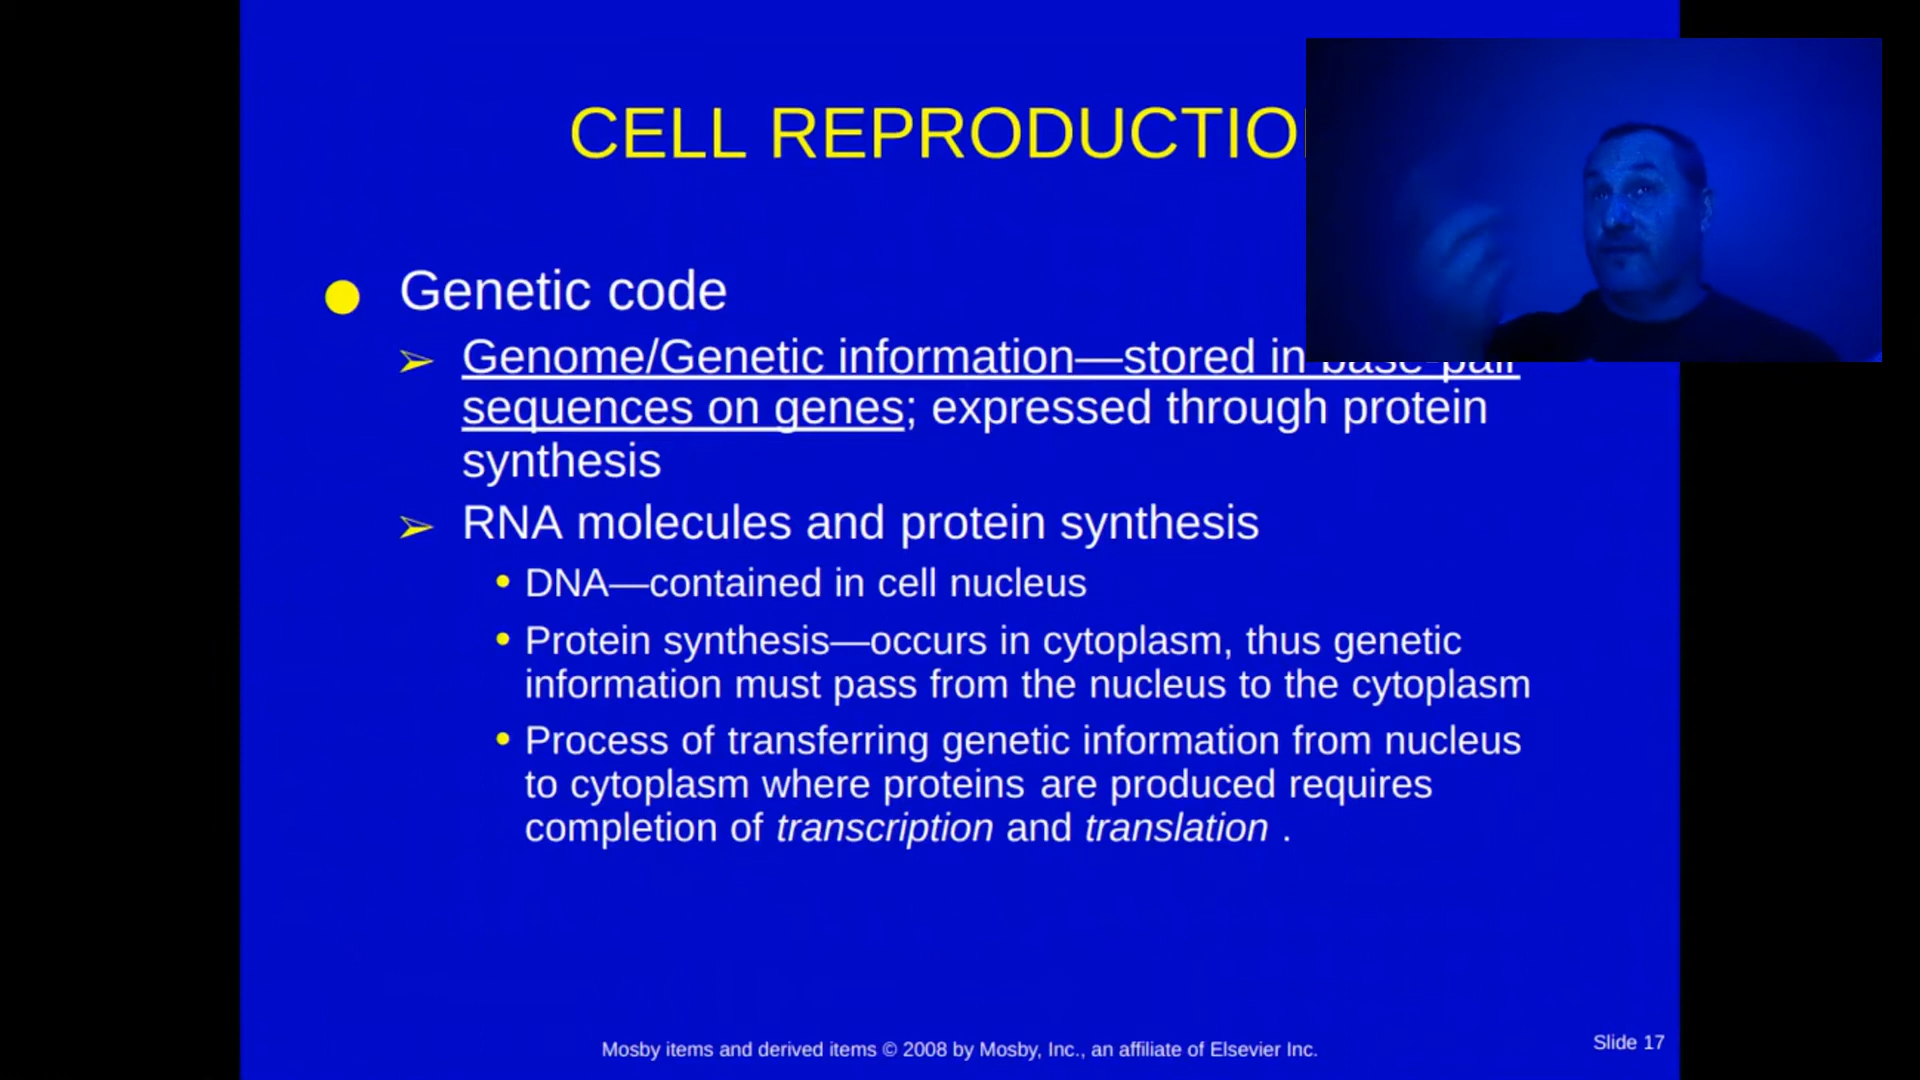 CELL REPRODUCTIO
Genetic code
Genome/Genetic information—stored in base-pair
sequences on genes; expressed through protein
synthesis
RNA molecules and protein synthesis
DNA—contained in cell nucleus
Protein synthesis—occurs in cytoplasm, thus genetic
information must pass from the nucleus to the cytoplasm
Process of transferring genetic information from nucleus
to cytoplasm where proteins are produced requires
completion of transcription and translation .
Mosby items and derived items © 2008 by Mosby, Inc., an affiliate of Elsevier Inc.
Slide 17